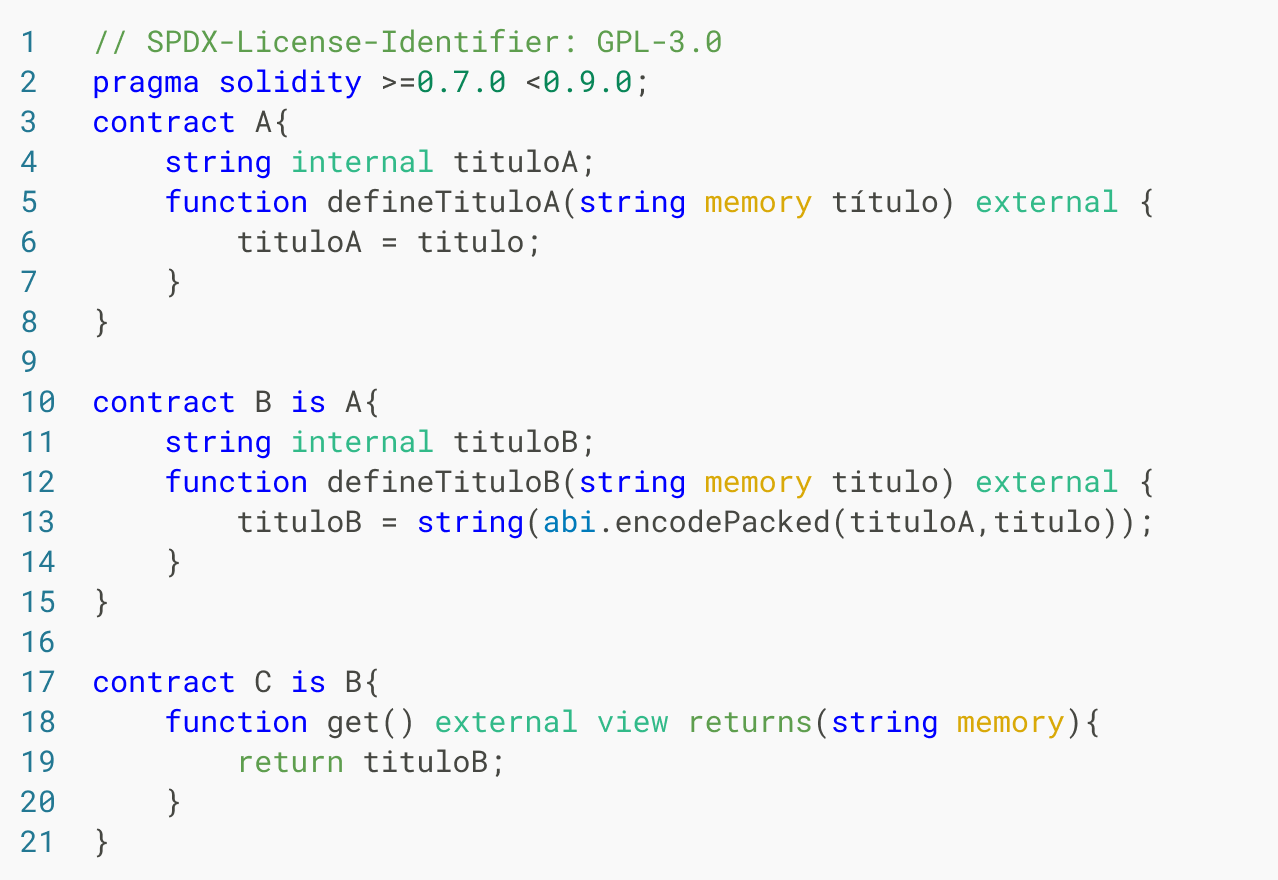 1 // SPDX-License-Identifier: GPL-3.0
2 pragma solidity >=0.7.0 <0.9.0;
3 contract A{
4 string internal tituloA;
5 function defineTituloA(string memory título) external {
6 tituloA = titulo;
7 }
8 }
9
10 contract B is A{
11 string internal tituloB;
12 function defineTituloB(string memory titulo) external {
13 tituloB = string(abi.encodePacked(tituloA,titulo));
14 }
15 }
16
17 contract C is B{
18 function get() external view returns(string memory){
19 return tituloB;
20 }
21 }